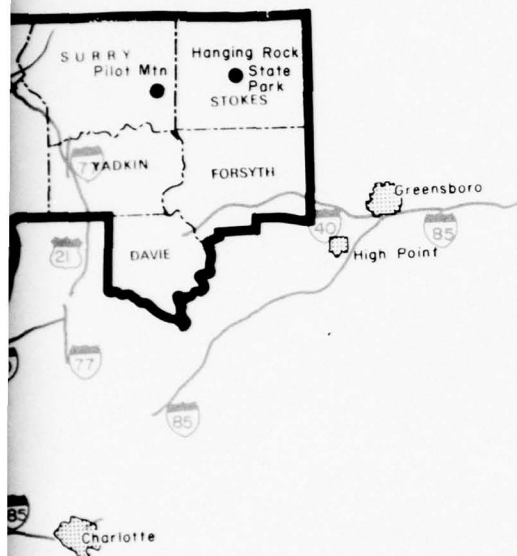 SURRY
Pilot Mtn
Hanging Rock
State
Park
STOKES
77
YADKIN
FORSYTH
Greensboro
40
85
21
DAVIE
High Point
77
85
85
Charlotte